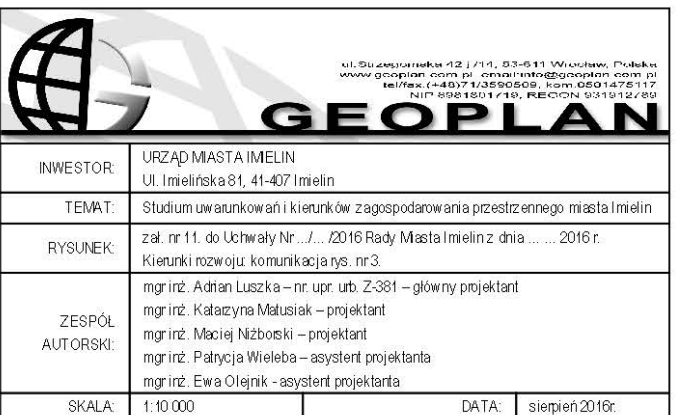 ul. Strzegomska 42 j /14, 53-611 Wrocław, Polska
www.geoplan.com.pl email:info@geoplan.com.pl
tel/fax.(+48)71/3590509, kom.0501475117
NIP 8981801719, REGON 931912789
GEOPLAN
INWESTOR: URZĄD MIASTA IMIELIN
Ul. Imielińska 81, 41-407 Imielin
TEMAT: Studium uwarunkowań i kierunków zagospodarowania przestrzennego miasta Imielin
RYSUNEK: zał. nr 11. do Uchwały Nr .../... /2016 Rady Miasta Imielin z dnia ... ... 2016 r.
Kierunki rozwoju: komunikacja rys. nr 3.
ZESPÓŁ AUTORSKI: mgr inż. Adrian Luszka – nr. upr. urb. Z-381 – główny projektant
mgr inż. Katarzyna Matusiak – projektant
mgr inż. Maciej Niżborski – projektant
mgr inż. Patrycja Wieleba – asystent projektanta
mgr inż. Ewa Olejnik - asystent projektanta
SKALA: 1:10 000 DATA: sierpień 2016r.